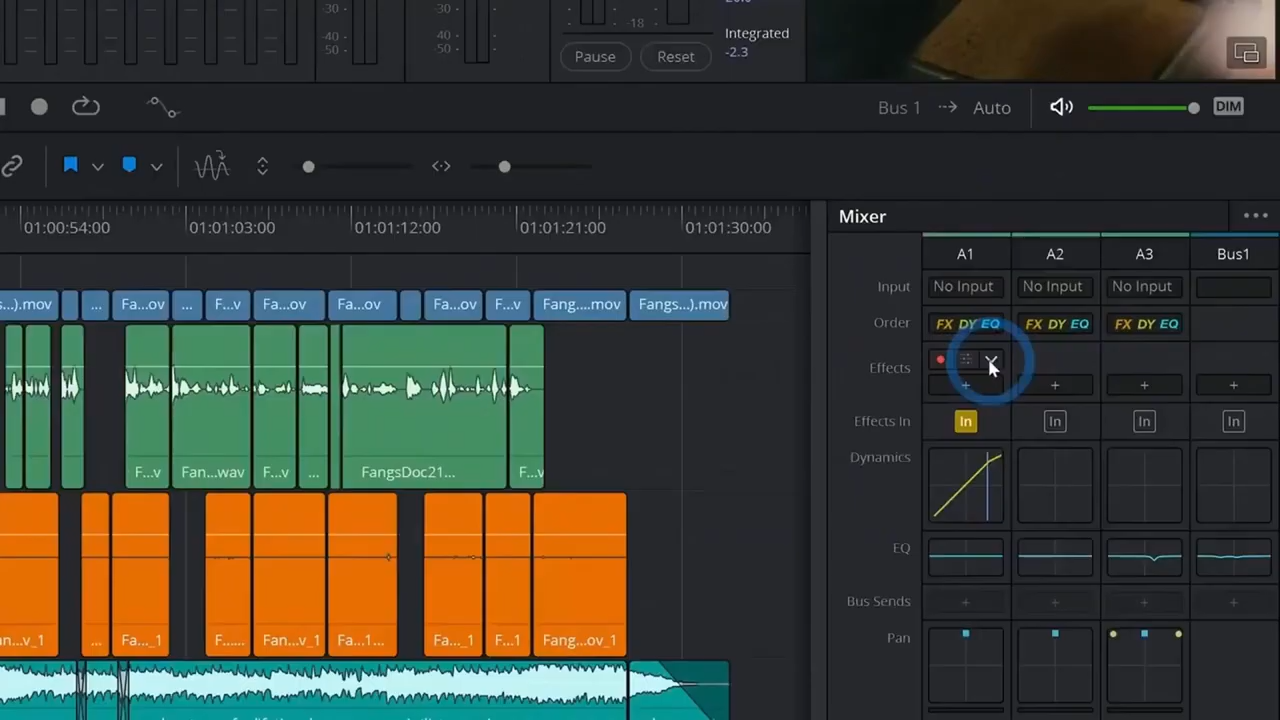 -30 -
-40 -
-50 -
-30 -
40 -
50 -
-18
Integrated
-2.3
Pause
Reset
Bus 1
Auto
DIM
01:00:54:00
01:01:03:00
01:01:12:00
01:01:21:00
01:01:30:00
Mixer
A1
A2
A3
Bus1
Input
No Input
No Input
No Input
Order
FX DY EQ
FX DY EQ
FX DY EQ
Effects
+
+
+
+
Effects In
In
In
In
In
Dynamics
EQ
Bus Sends
+
+
+
+
Pan
s...).mov
...
Fa...ov
...
F...v
Fa...ov
Fa...ov
Fa...ov
F...v
Fang....mov
Fangs...).mov
F...v
Fan...wav
F...v
...
FangsDoc21...
F...v
an...v_1
...
Fa..._1
F......
Fan...v_1
Fa...1...
Fa..._1
F...1
Fang...ov_1